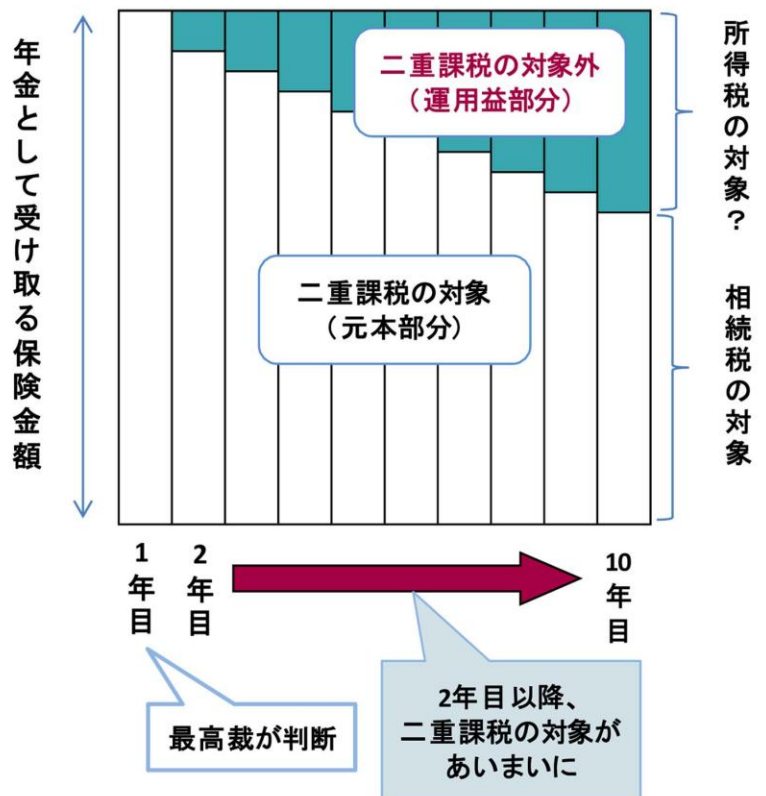 年金として受け取る保険金額
二重課税の対象外
（運用益部分）
所得税の対象？
二重課税の対象
（元本部分）
相続税の対象
1年目
2年目
10年目
最高裁が判断
2年目以降、
二重課税の対象が
あいまいに